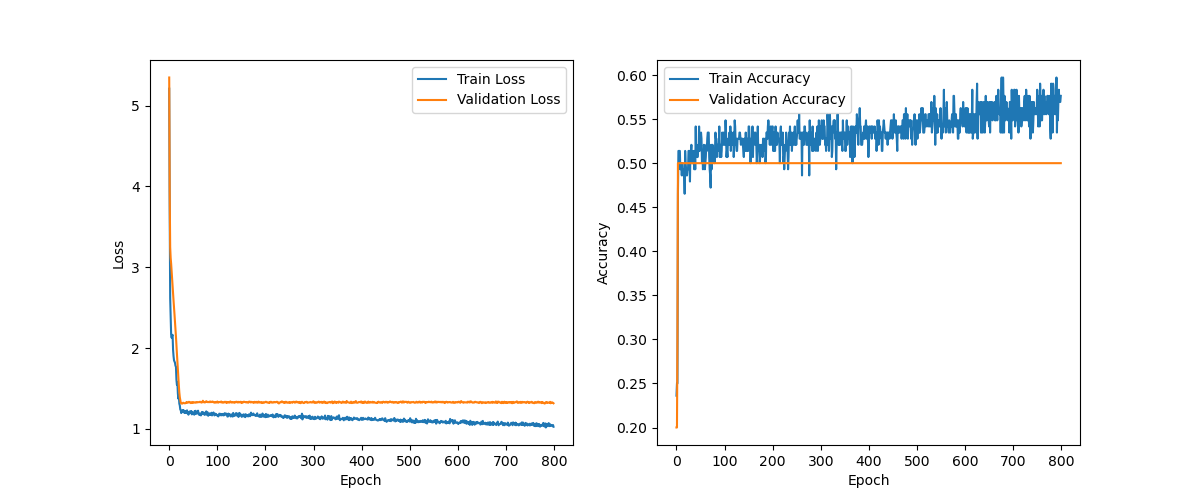 Train Loss
Validation Loss
5
4
3
2
1
0 100 200 300 400 500 600 700 800
Epoch
Loss
Train Accuracy
Validation Accuracy
0.60
0.55
0.50
0.45
0.40
0.35
0.30
0.25
0.20
0 100 200 300 400 500 600 700 800
Epoch
Accuracy